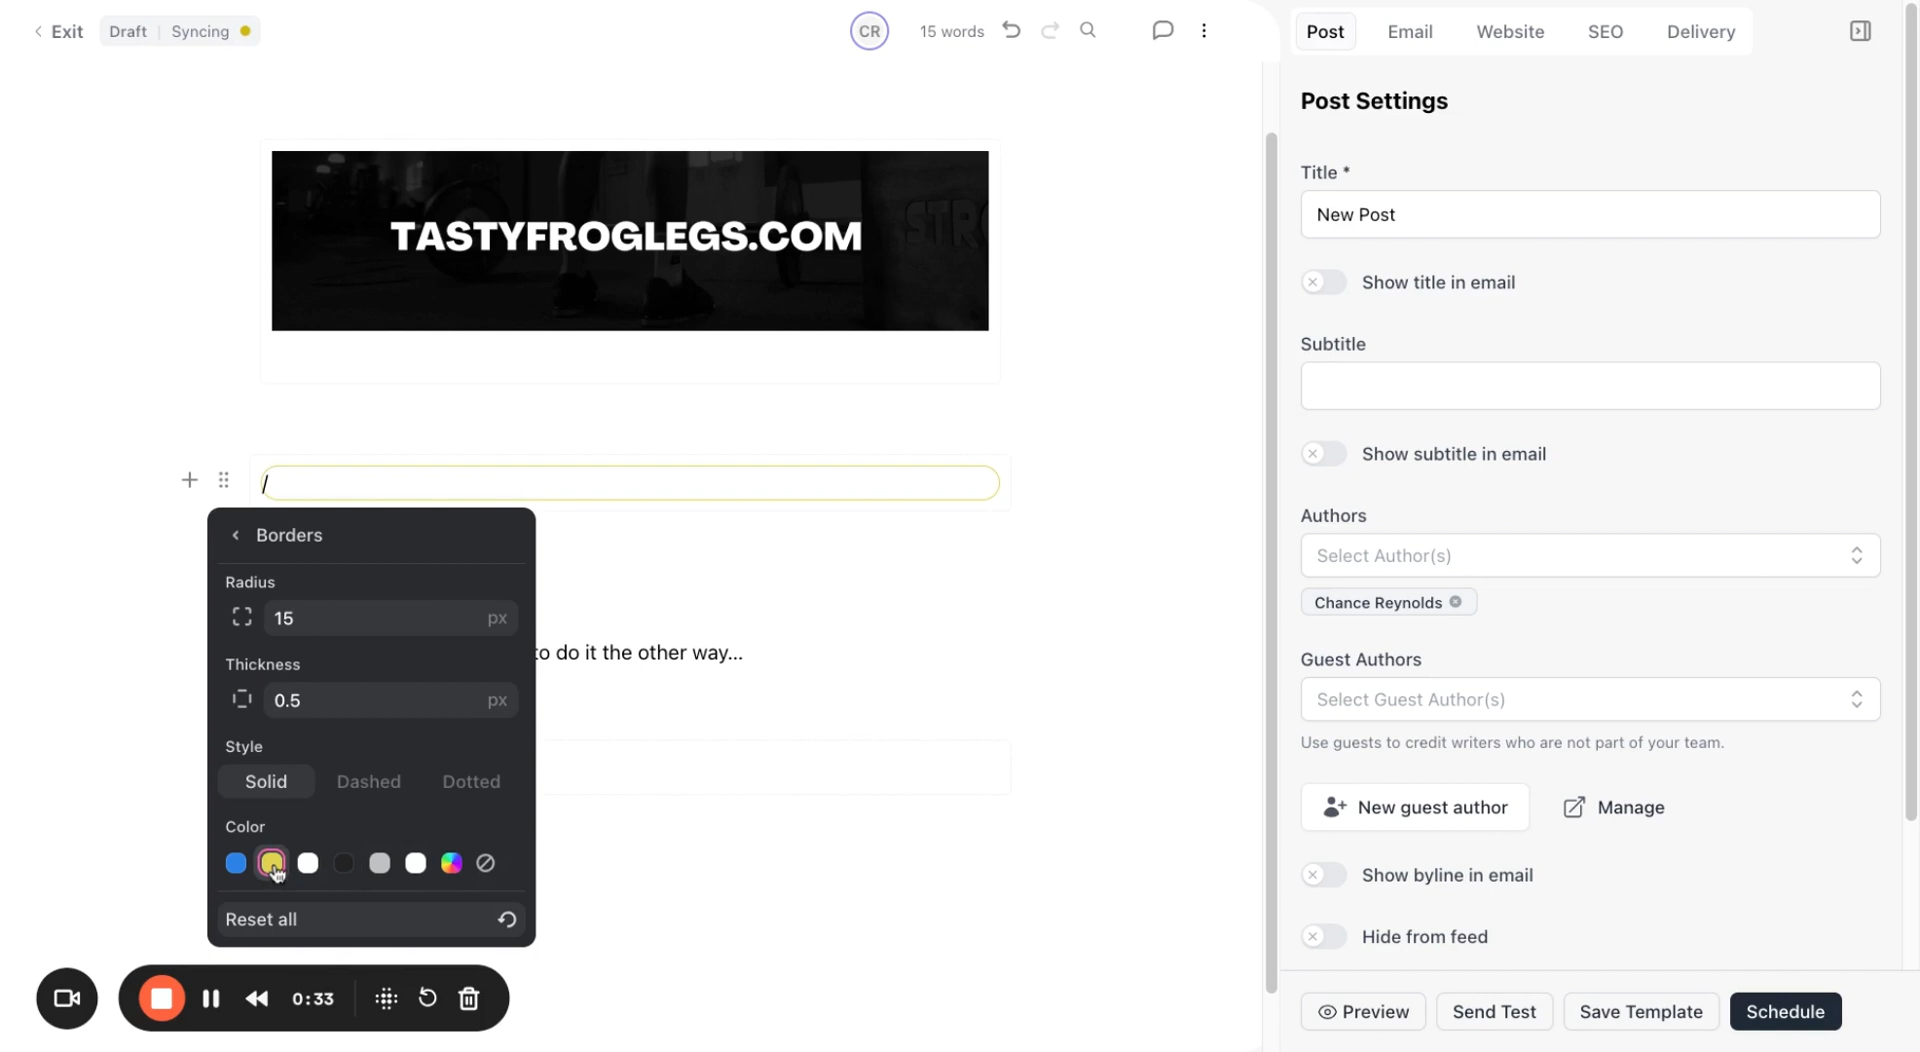 Exit
Draft
Syncing
CR
15 words
Post
Email
Website
SEO
Delivery
TASTYFROGLEGS.COM
STR
/
Borders
Radius
15
px
Thickness
0.5
px
Style
Solid
Dashed
Dotted
Color
Reset all
to do it the other way...
0:33
Post Settings
Title *
New Post
Show title in email
Subtitle
Show subtitle in email
Authors
Select Author(s)
Chance Reynolds
Guest Authors
Select Guest Author(s)
Use guests to credit writers who are not part of your team.
New guest author
Manage
Show byline in email
Hide from feed
Preview
Send Test
Save Template
Schedule